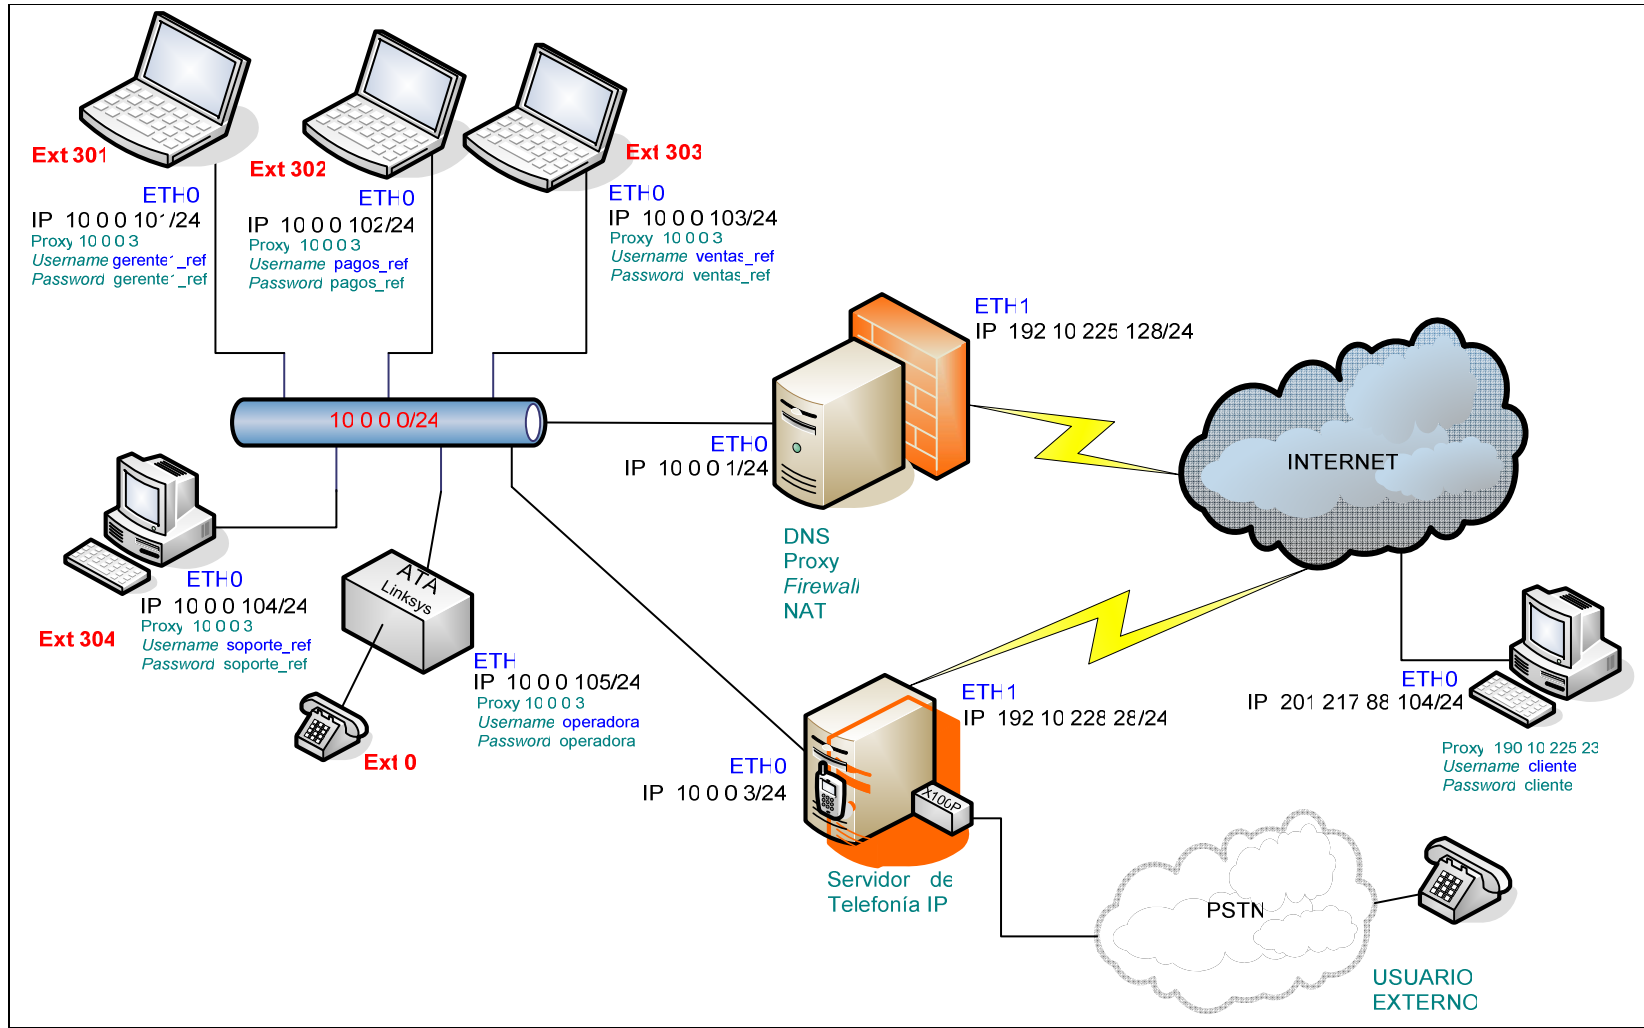 Ext 301
ETH0
IP 10 0 0 101/24
Proxy 10 0 0 3
Username gerente1_ref
Password gerente1_ref
Ext 302
ETH0
IP 10 0 0 102/24
Proxy 10 0 0 3
Username pagos_ref
Password pagos_ref
Ext 303
ETH0
IP 10 0 0 103/24
Proxy 10 0 0 3
Username ventas_ref
Password ventas_ref
10 0 0 0/24
ETH1
IP 192 10 225 128/24
ETH0
IP 10 0 0 1/24
DNS
Proxy
Firewall
NAT
INTERNET
Ext 304
ETH0
IP 10 0 0 104/24
Proxy 10 0 0 3
Username soporte_ref
Password soporte_ref
ATA
Linksys
ETH
IP 10 0 0 105/24
Proxy 10 0 0 3
Username operadora
Password operadora
Ext 0
ETH1
IP 192 10 228 28/24
ETH0
IP 10 0 0 3/24
X100P
Servidor de
Telefonía IP
ETH0
IP 201 217 88 104/24
Proxy 190 10 225 23
Username cliente
Password cliente
PSTN
USUARIO
EXTERNO